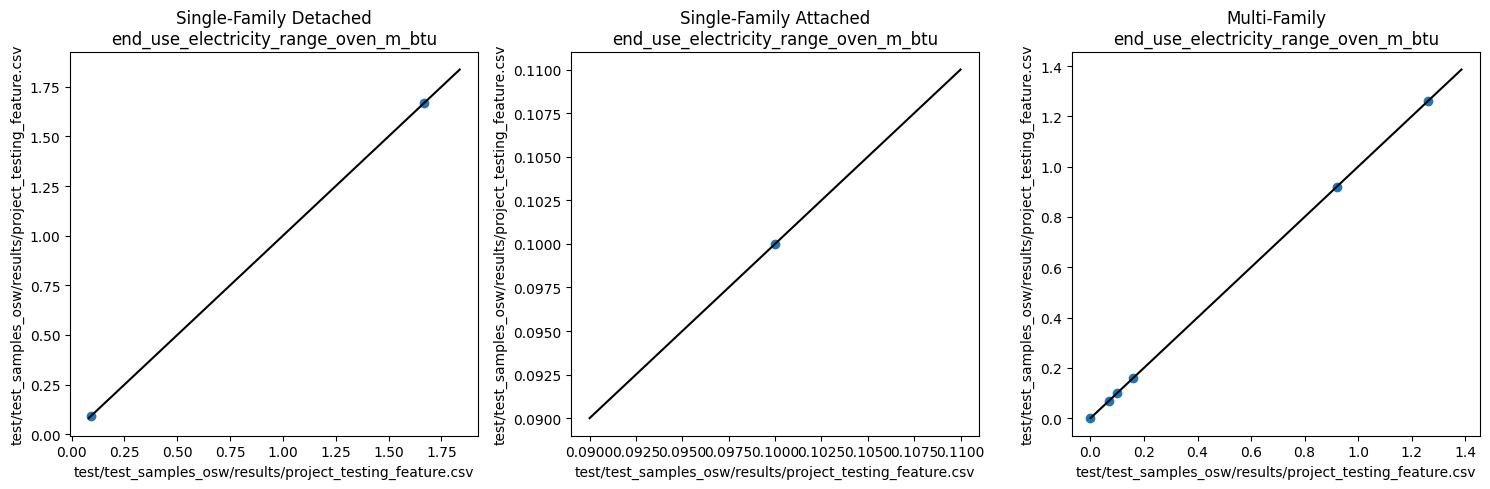 Single-Family Detached
end_use_electricity_range_oven_m_btu
test/test_samples_osw/results/project_testing_feature.csv
1.75
1.50
1.25
1.00
0.75
0.50
0.25
0.00
0.00 0.25 0.50 0.75 1.00 1.25 1.50 1.75
test/test_samples_osw/results/project_testing_feature.csv
Single-Family Attached
end_use_electricity_range_oven_m_btu
test/test_samples_osw/results/project_testing_feature.csv
0.1100
0.1075
0.1050
0.1025
0.1000
0.0975
0.0950
0.0925
0.0900
0.0900 0.0925 0.0950 0.0975 0.1000 0.1025 0.1050 0.1075 0.1100
test/test_samples_osw/results/project_testing_feature.csv
Multi-Family
end_use_electricity_range_oven_m_btu
test/test_samples_osw/results/project_testing_feature.csv
1.4
1.2
1.0
0.8
0.6
0.4
0.2
0.0
0.0 0.2 0.4 0.6 0.8 1.0 1.2 1.4
test/test_samples_osw/results/project_testing_feature.csv